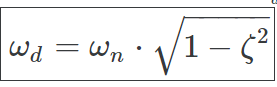 ω_d = ω_n · √(1 − ζ²)